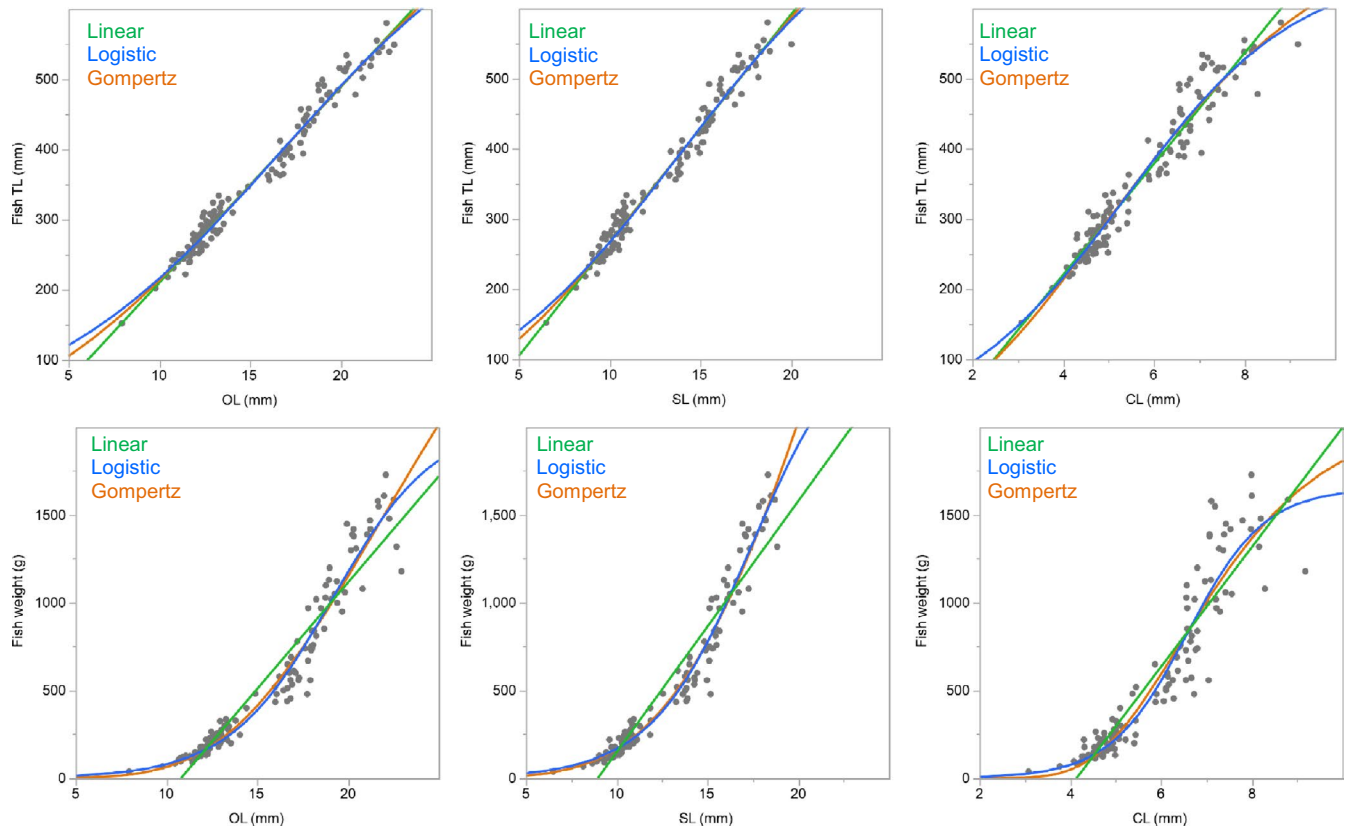 Linear
Logistic
Gompertz
500
400
300
200
100
Fish TL (mm)
5
10
15
20
OL (mm)
Linear
Logistic
Gompertz
500
400
300
200
100
Fish TL (mm)
5
10
15
20
SL (mm)
Linear
Logistic
Gompertz
500
400
300
200
100
Fish TL (mm)
2
4
6
8
CL (mm)
Linear
Logistic
Gompertz
1500
1000
500
0
Fish weight (g)
5
10
15
20
OL (mm)
Linear
Logistic
Gompertz
1,500
1,000
500
0
Fish weight (g)
5
10
15
20
SL (mm)
Linear
Logistic
Gompertz
1500
1000
500
0
Fish weight (g)
2
4
6
8
CL (mm)